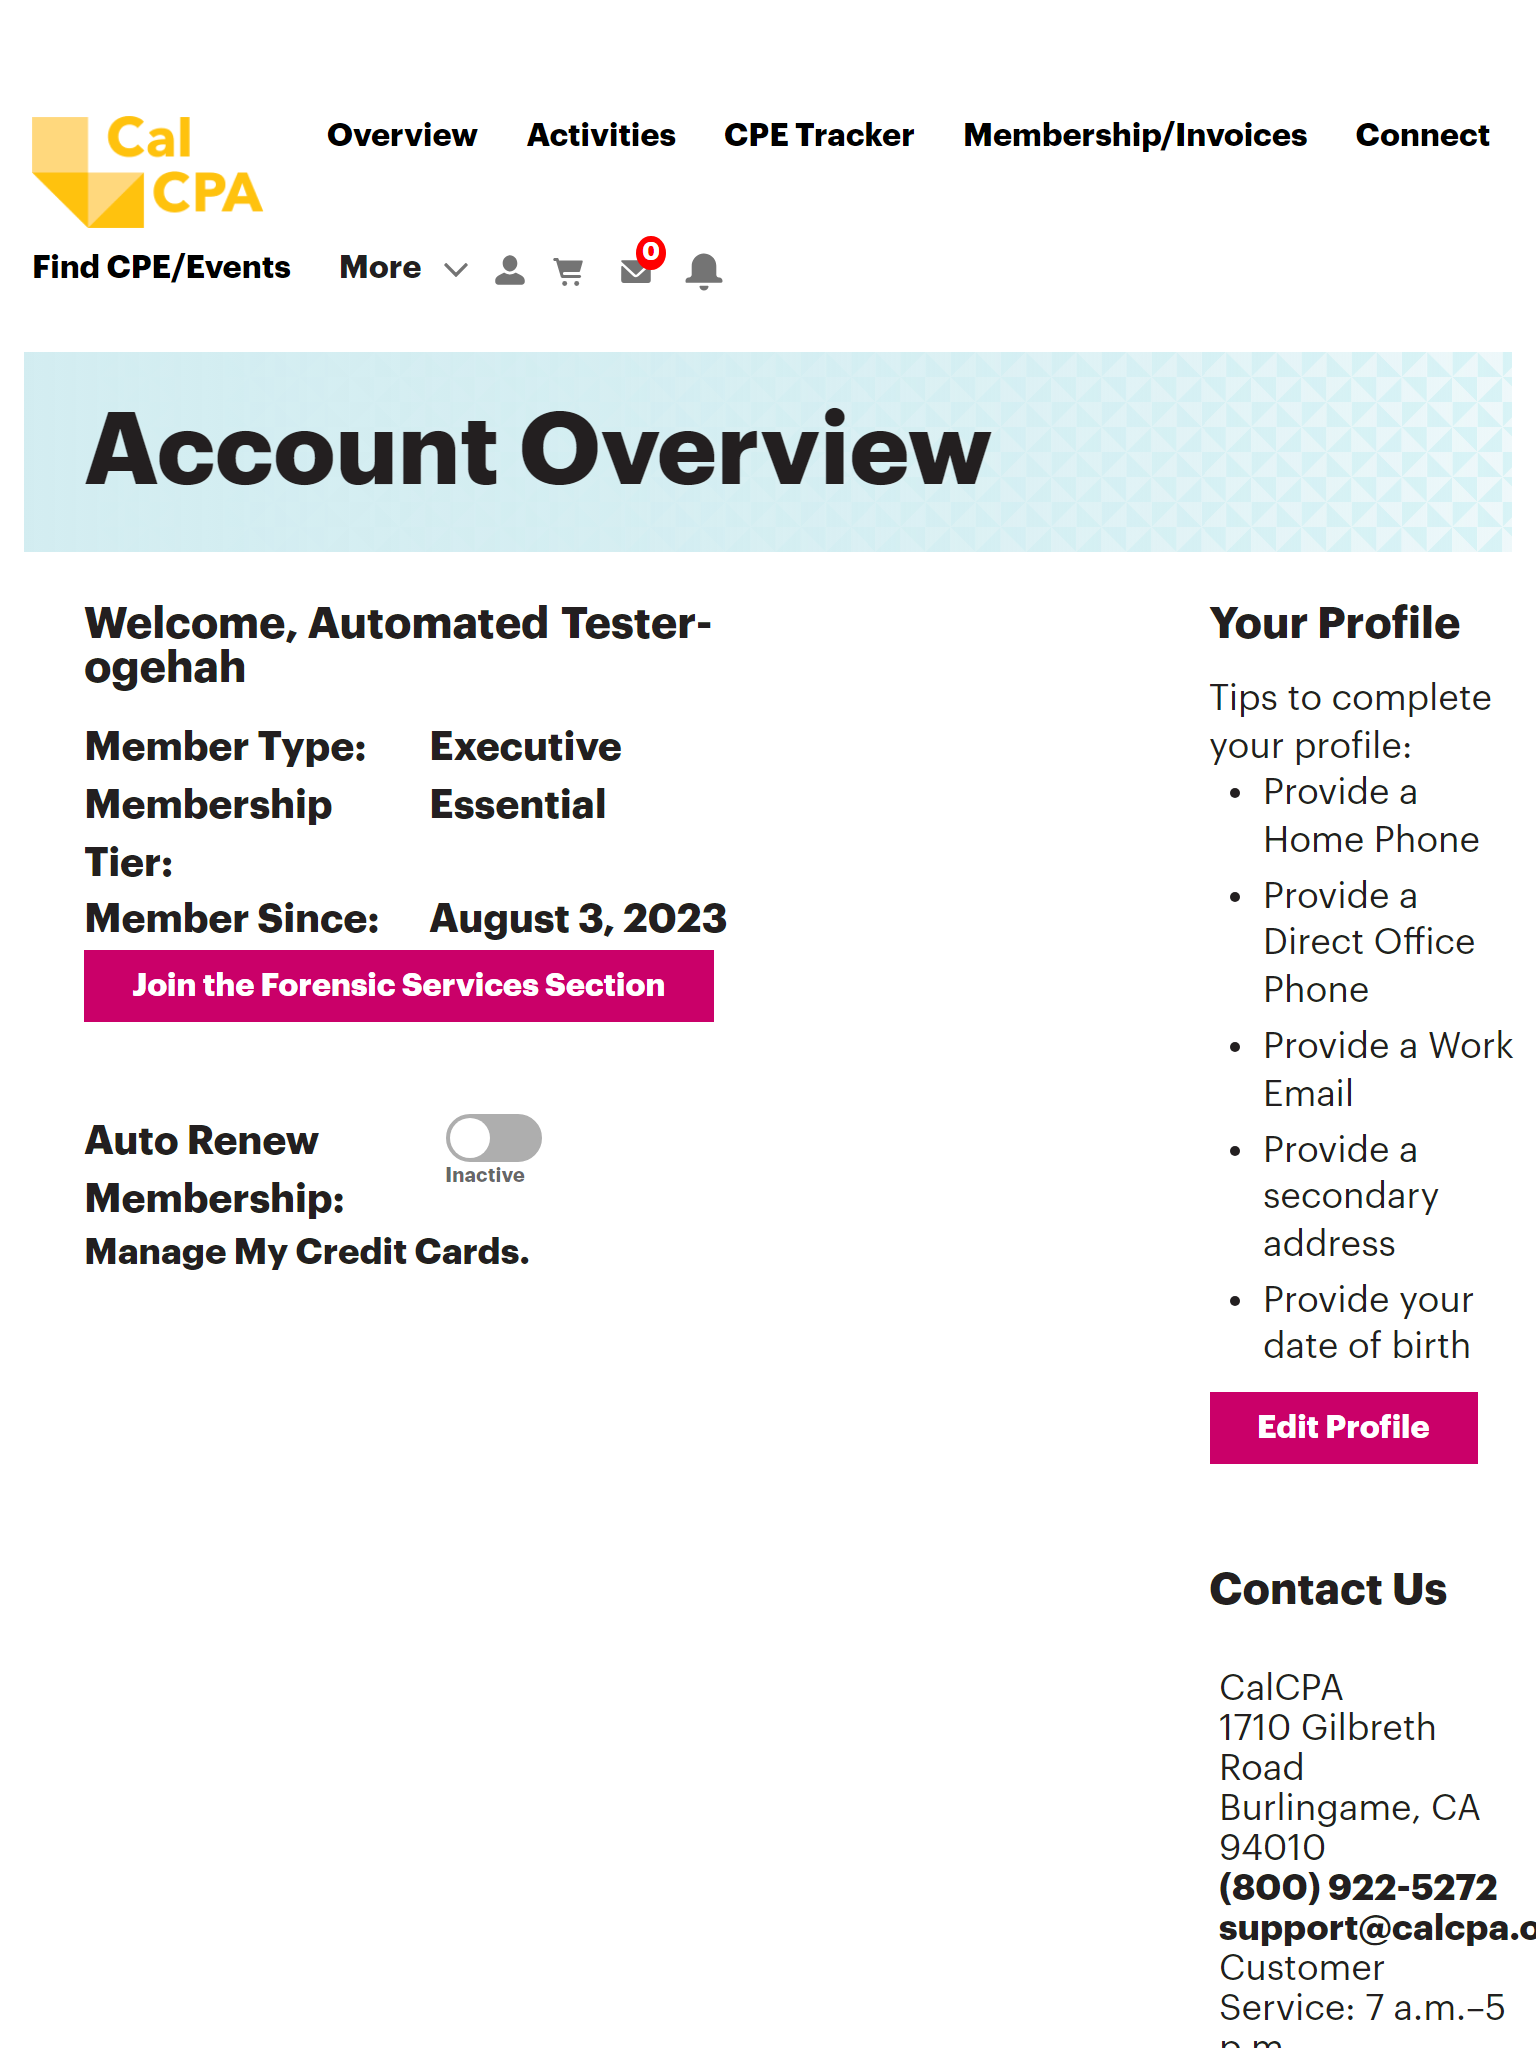 Cal
CPA
Overview Activities CPE Tracker Membership/Invoices Connect
Find CPE/Events More 0
Account Overview
Welcome, Automated Tester-
ogehah
Member Type: Executive
Membership Essential
Tier:
Member Since: August 3, 2023
Join the Forensic Services Section
Auto Renew
Inactive
Membership:
Manage My Credit Cards.
Your Profile
Tips to complete
your profile:
• Provide a
Home Phone
• Provide a
Direct Office
Phone
• Provide a Work
Email
• Provide a
secondary
address
• Provide your
date of birth
Edit Profile
Contact Us
CalCPA
1710 Gilbreth
Road
Burlingame, CA
94010
(800) 922-5272
support@calcpa.o
Customer
Service: 7 a.m.–5
p.m.